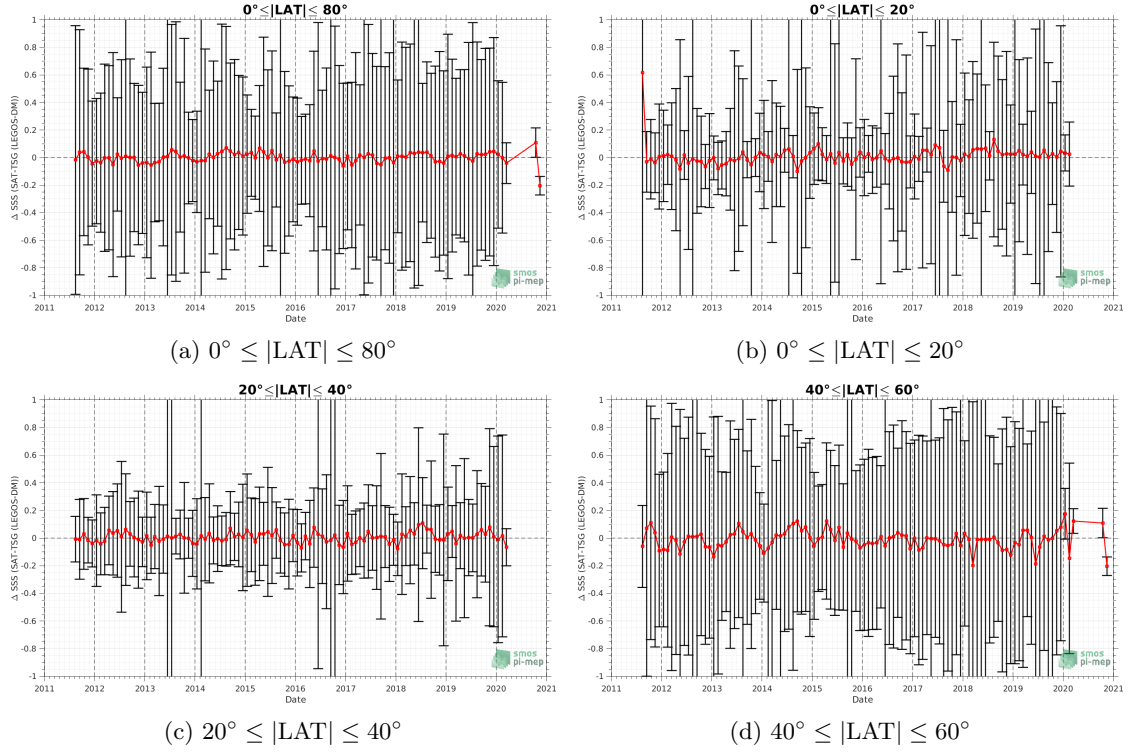 0°≤|LAT|≤ 80°
Δ SSS (SAT-TSG (LEGOS-DM))
1
0.8
0.6
0.4
0.2
0
-0.2
-0.4
-0.6
-0.8
-1
smos
pi-mep
2011 2012 2013 2014 2015 2016 2017 2018 2019 2020 2021
Date
(a) 0° ≤ |LAT| ≤ 80°
0°≤|LAT|≤ 20°
Δ SSS (SAT-TSG (LEGOS-DM))
1
0.8
0.6
0.4
0.2
0
-0.2
-0.4
-0.6
-0.8
-1
smos
pi-mep
2011 2012 2013 2014 2015 2016 2017 2018 2019 2020 2021
Date
(b) 0° ≤ |LAT| ≤ 20°
20°≤|LAT|≤ 40°
Δ SSS (SAT-TSG (LEGOS-DM))
1
0.8
0.6
0.4
0.2
0
-0.2
-0.4
-0.6
-0.8
-1
smos
pi-mep
2011 2012 2013 2014 2015 2016 2017 2018 2019 2020 2021
Date
(c) 20° ≤ |LAT| ≤ 40°
40°≤|LAT|≤ 60°
Δ SSS (SAT-TSG (LEGOS-DM))
1
0.8
0.6
0.4
0.2
0
-0.2
-0.4
-0.6
-0.8
-1
smos
pi-mep
2011 2012 2013 2014 2015 2016 2017 2018 2019 2020 2021
Date
(d) 40° ≤ |LAT| ≤ 60°